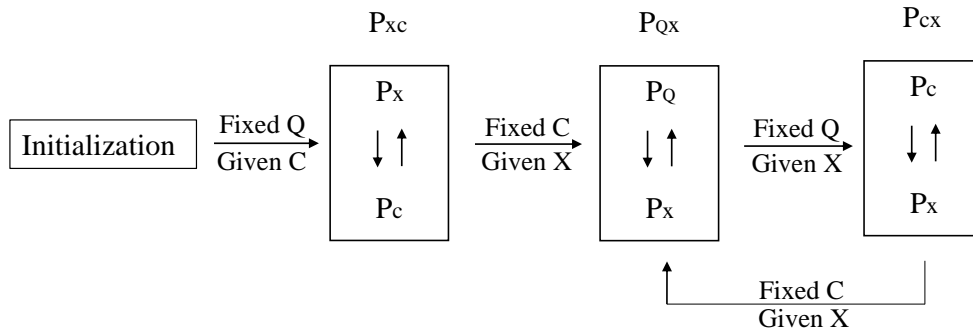 Pxc
PQx
Pcx
Initialization
Fixed Q
Given C
Px
Pc
Fixed C
Given X
PQ
Px
Fixed Q
Given X
Pc
Px
Fixed C
Given X